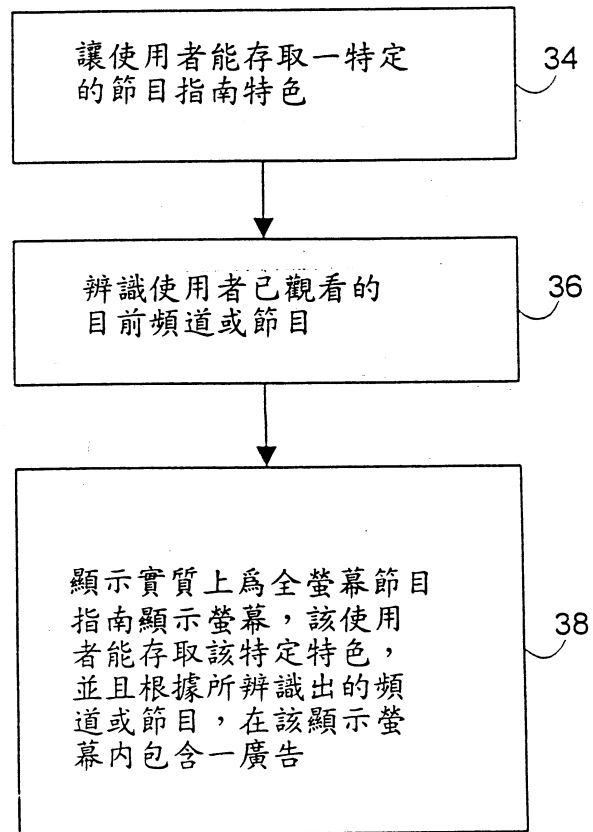 讓使用者能存取一特定
的節目指南特色
34
辨識使用者已觀看的
目前頻道或節目
36
顯示實質上爲全螢幕節目
指南顯示螢幕，該使用
者能存取該特定特色，
並且根據所辨識出的頻
道或節目，在該顯示螢
幕内包含一廣告
38